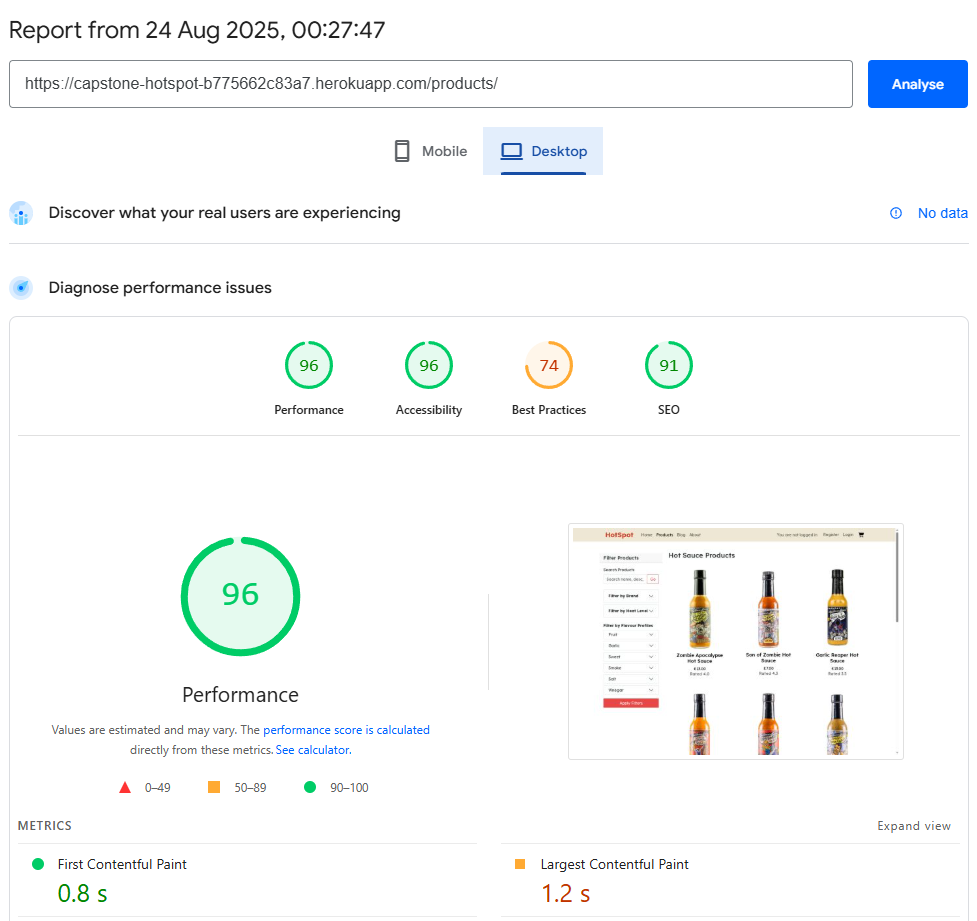 Report from 24 Aug 2025, 00:27:47
https://capstone-hotspot-b775662c83a7.herokuapp.com/products/
Analyse
Mobile
Desktop
Discover what your real users are experiencing
No data
Diagnose performance issues
96
96
74
91
Performance
Accessibility
Best Practices
SEO
96
Performance
Values are estimated and may vary. The performance score is calculated
directly from these metrics. See calculator.
0–49
50–89
90–100
HotSpot
Home Products Blog About
You are not logged in Register Login
Filter Products
Search Products
Search name, desc,
Go
Filter by Brand
Filter by Heat Level
Filter by Flavour Profiles
Fruit
Garlic
Sweet
Smoke
Salt
Vinegar
Apply Filters
Hot Sauce Products
Zombie Apocalypse
Hot Sauce
Son of Zombie Hot
Sauce
Garlic Reaper Hot
Sauce
METRICS
Expand view
First Contentful Paint
0.8 s
Largest Contentful Paint
1.2 s